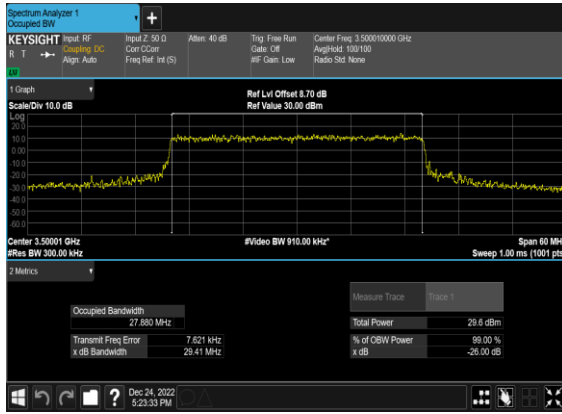 Spectrum Analyzer 1
Occupied BW
+
KEYSIGHT
R T
LXI
Input: RF
Coupling: DC
Align: Auto
Input Z: 50 Ω
Corr CCorr
Freq Ref: Int (S)
Atten: 40 dB
Trig: Free Run
Gate: Off
#IF Gain: Low
Center Freq: 3.500010000 GHz
Avg|Hold: 100/100
Radio Std: None
1 Graph
Scale/Div 10.0 dB
Ref Lvl Offset 8.70 dB
Ref Value 30.00 dBm
Log
20.0
10.0
0.00
-10.0
-20.0
-30.0
-40.0
-50.0
-60.0
Center 3.50001 GHz
#Res BW 300.00 kHz
#Video BW 910.00 kHz*
Span 60 MH
Sweep 1.00 ms (1001 pts
2 Metrics
Measure Trace
Trace 1
Occupied Bandwidth
27.880 MHz
Total Power
29.6 dBm
Transmit Freq Error
7.621 kHz
% of OBW Power
99.00 %
x dB Bandwidth
29.41 MHz
x dB
-26.00 dB
?
Dec 24, 2022
5:23:33 PM